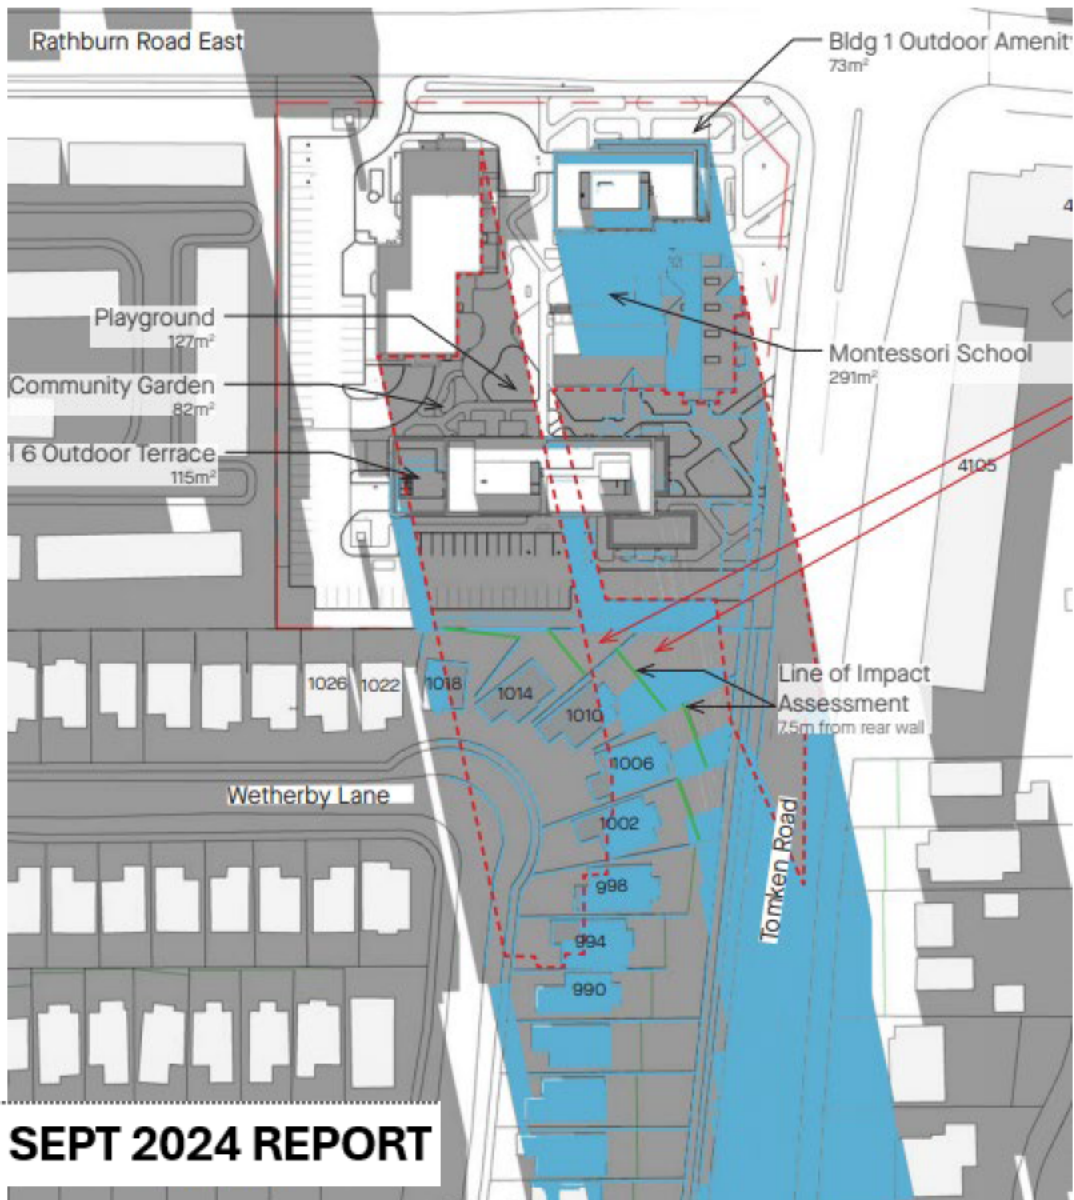 Rathburn Road East
Bldg 1 Outdoor Amenit
73m²
4
Playground
127m²
Montessori School
291m²
Community Garden
82m²
l 6 Outdoor Terrace
115m²
4105
Line of Impact
Assessment
7.5m from rear wall
1026
1022
1018
1014
1010
1006
Wetherby Lane
1002
Tomken Road
998
994
990
SEPT 2024 REPORT